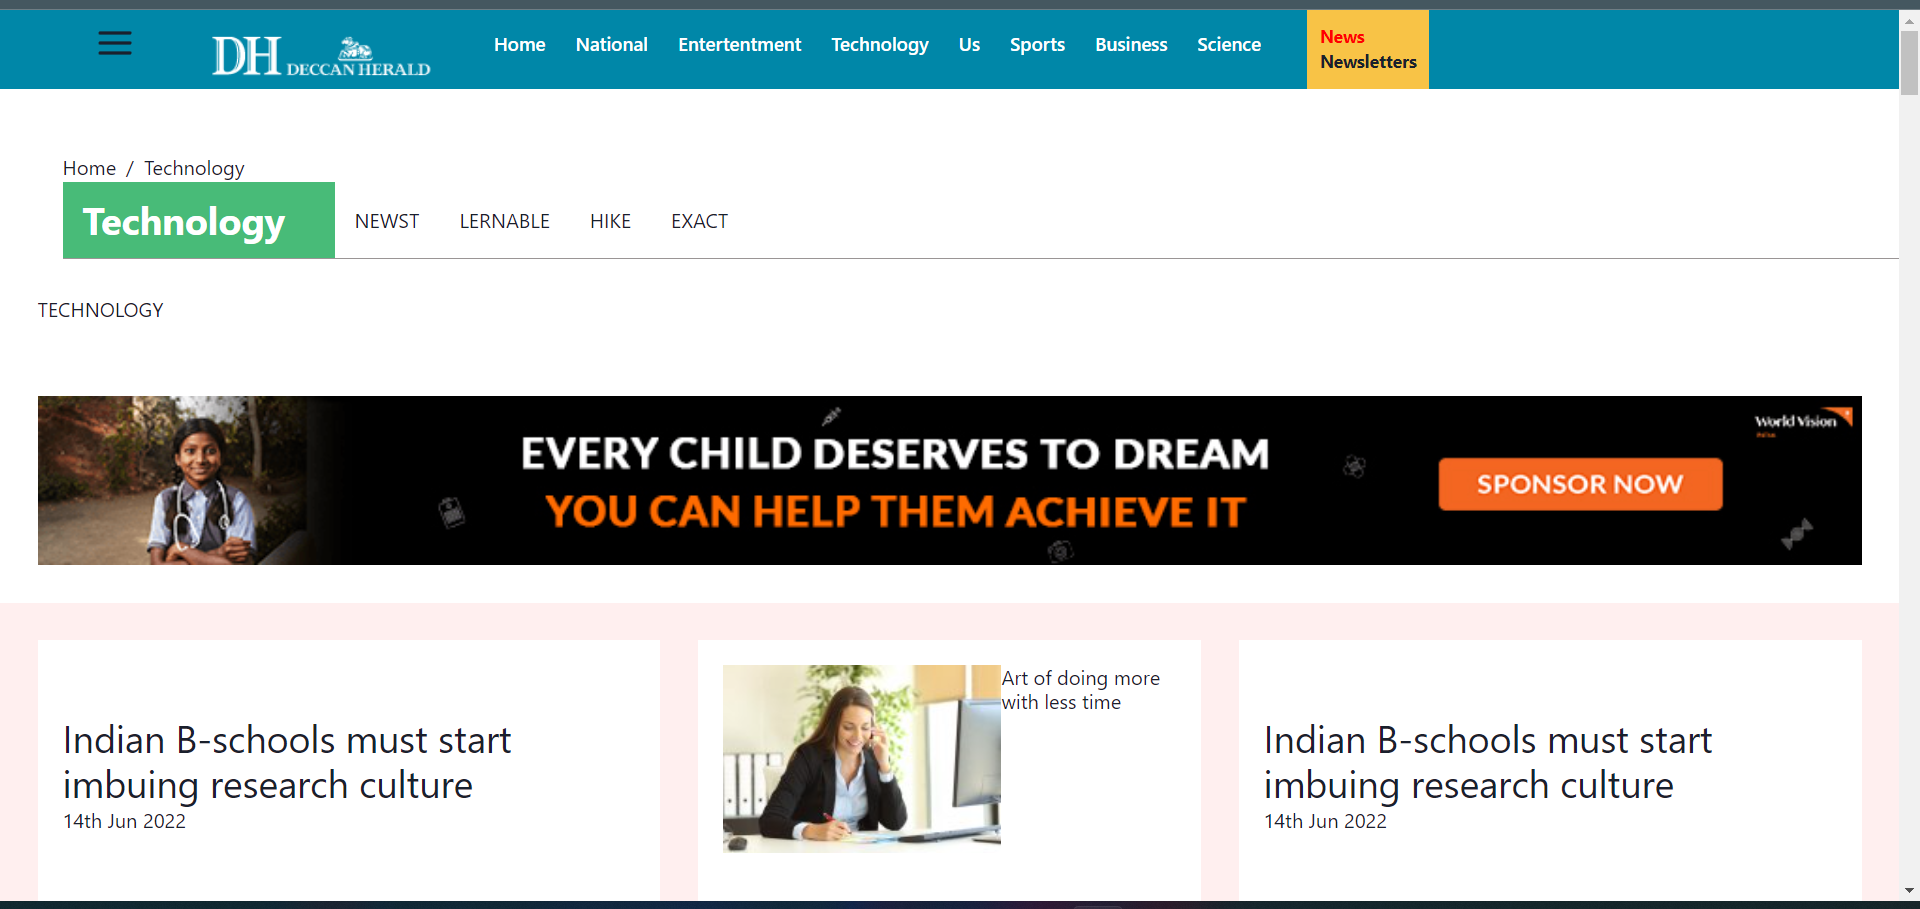 DH DECCAN HERALD
Home National Entertentment Technology Us Sports Business Science
News
Newsletters
Home / Technology
Technology
NEWST LERNABLE HIKE EXACT
TECHNOLOGY
World Vision
EVERY CHILD DESERVES TO DREAM
YOU CAN HELP THEM ACHIEVE IT
SPONSOR NOW
Indian B-schools must start
imbuing research culture
14th Jun 2022
Art of doing more
with less time
Indian B-schools must start
imbuing research culture
14th Jun 2022